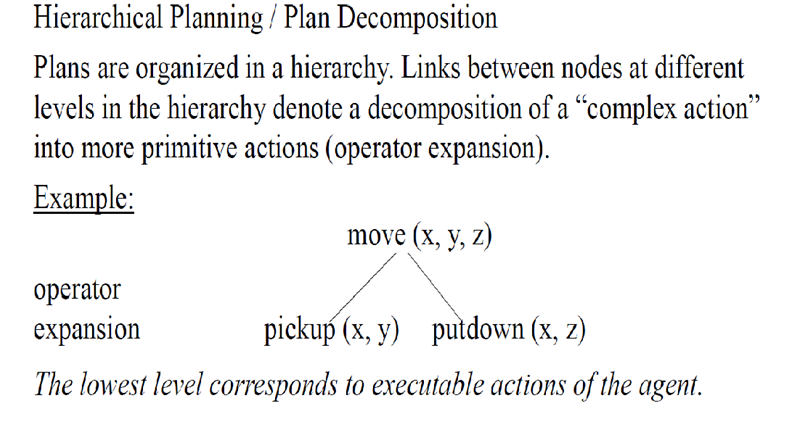 Hierarchical Planning / Plan Decomposition
Plans are organized in a hierarchy. Links between nodes at different
levels in the hierarchy denote a decomposition of a “complex action”
into more primitive actions (operator expansion).
Example:
move (x, y, z)
operator
expansion pickup (x, y) putdown (x, z)
The lowest level corresponds to executable actions of the agent.